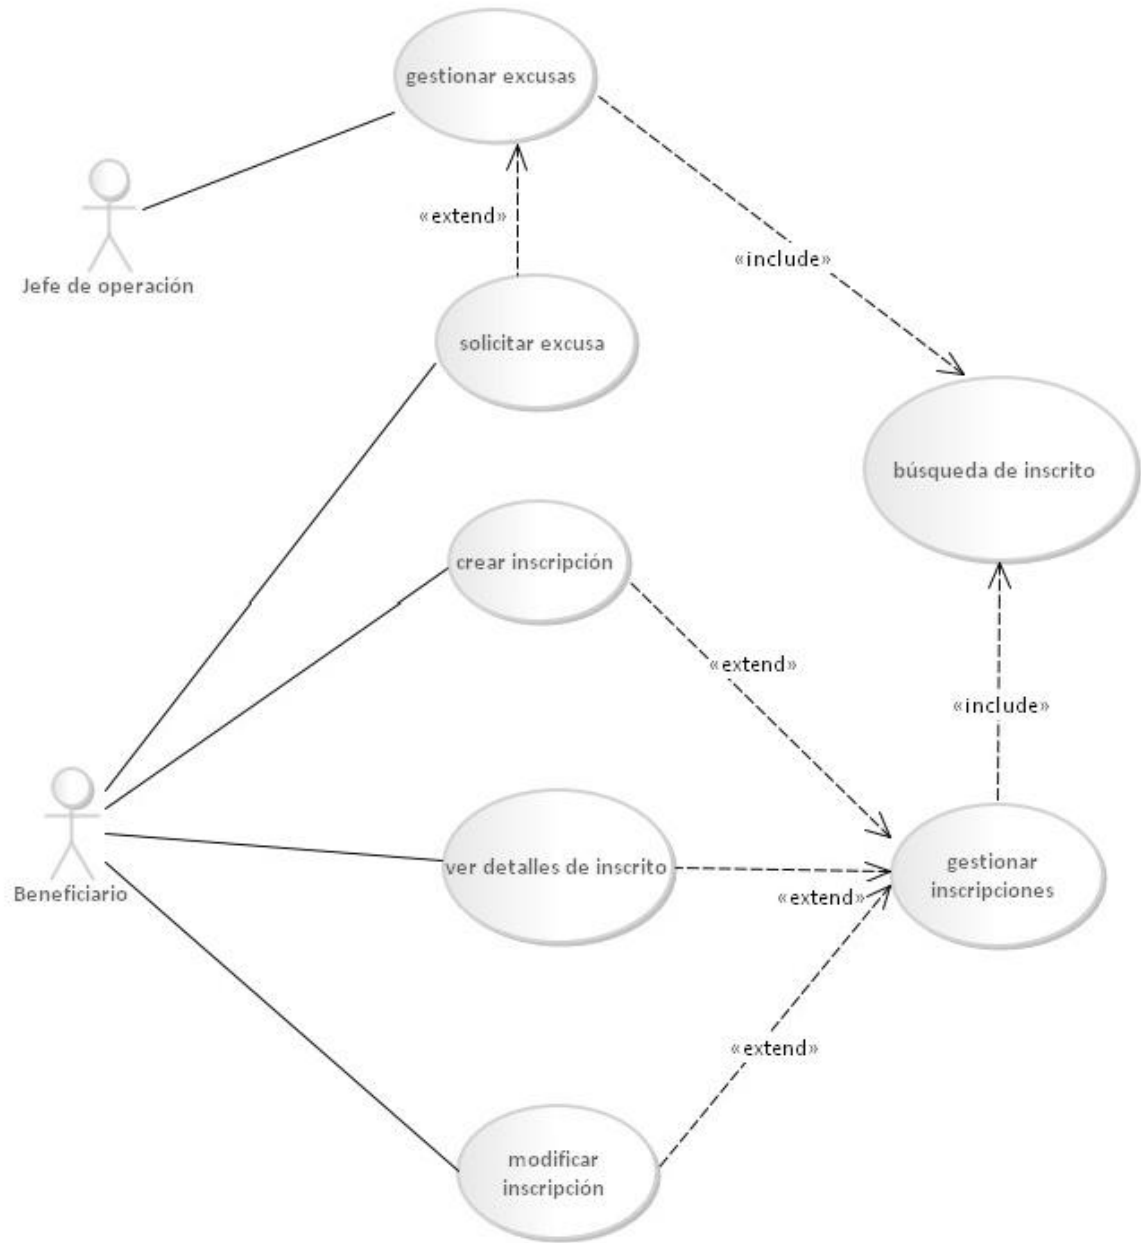 gestionar excusas
«extend»
«include»
Jefe de operación
solicitar excusa
búsqueda de inscrito
crear inscripción
«extend»
«include»
Beneficiario
ver detalles de inscrito
«extend»
gestionar
inscripciones
«extend»
modificar
inscripción